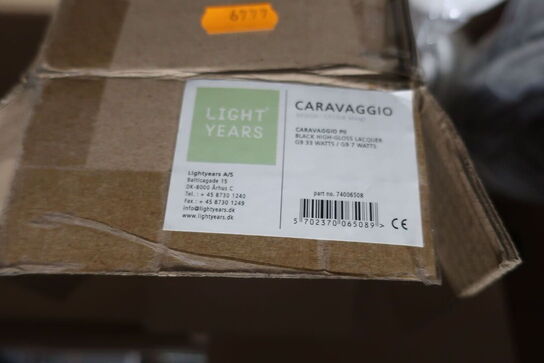 6777
LIGHT
YEARS
CARAVAGGIO
CARAVAGGIO P0
BLACK HIGH-GLOSS LACQUER
G9 33 WATTS / G9 7 WATTS
Lightyears A/S
Balticagade 15
DK-8000 Århus C
Tel.: + 45 8730 1240
Fax : + 45 8730 1249
info@lightyears.dk
www.lightyears.dk
part no. 74006508
5 702370 065089 >
CE